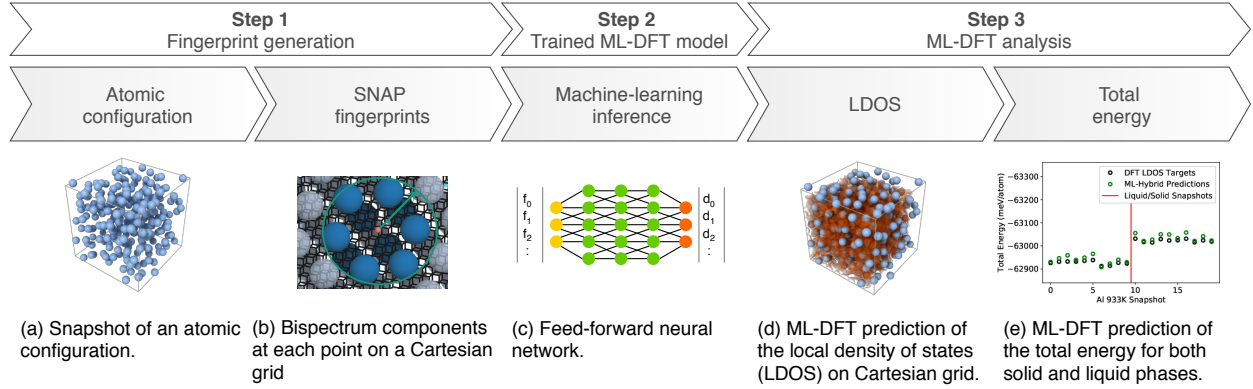 Step 1
Fingerprint generation
Step 2
Trained ML-DFT model
Step 3
ML-DFT analysis
Atomic
configuration
SNAP
fingerprints
Machine-learning
inference
LDOS
Total
energy
f0
f1
f2
:
d0
d1
d2
:
Total Energy (meV/atom)
−63300
−63200
−63100
−63000
−62900
DFT LDOS Targets
ML-Hybrid Predictions
Liquid/Solid Snapshots
0 5 10 15
Al 933K Snapshot
(a) Snapshot of an atomic
configuration.
(b) Bispectrum components
at each point on a Cartesian
grid
(c) Feed-forward neural
network.
(d) ML-DFT prediction of
the local density of states
(LDOS) on Cartesian grid.
(e) ML-DFT prediction of
the total energy for both
solid and liquid phases.